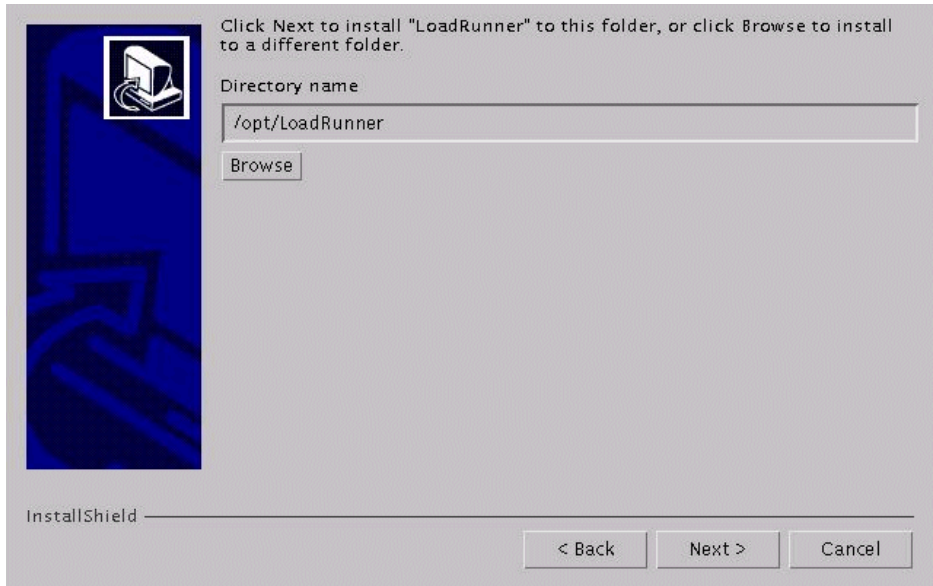 Click Next to install "LoadRunner" to this folder, or click Browse to install
to a different folder.
Directory name
/opt/LoadRunner
Browse
InstallShield
< Back
Next >
Cancel